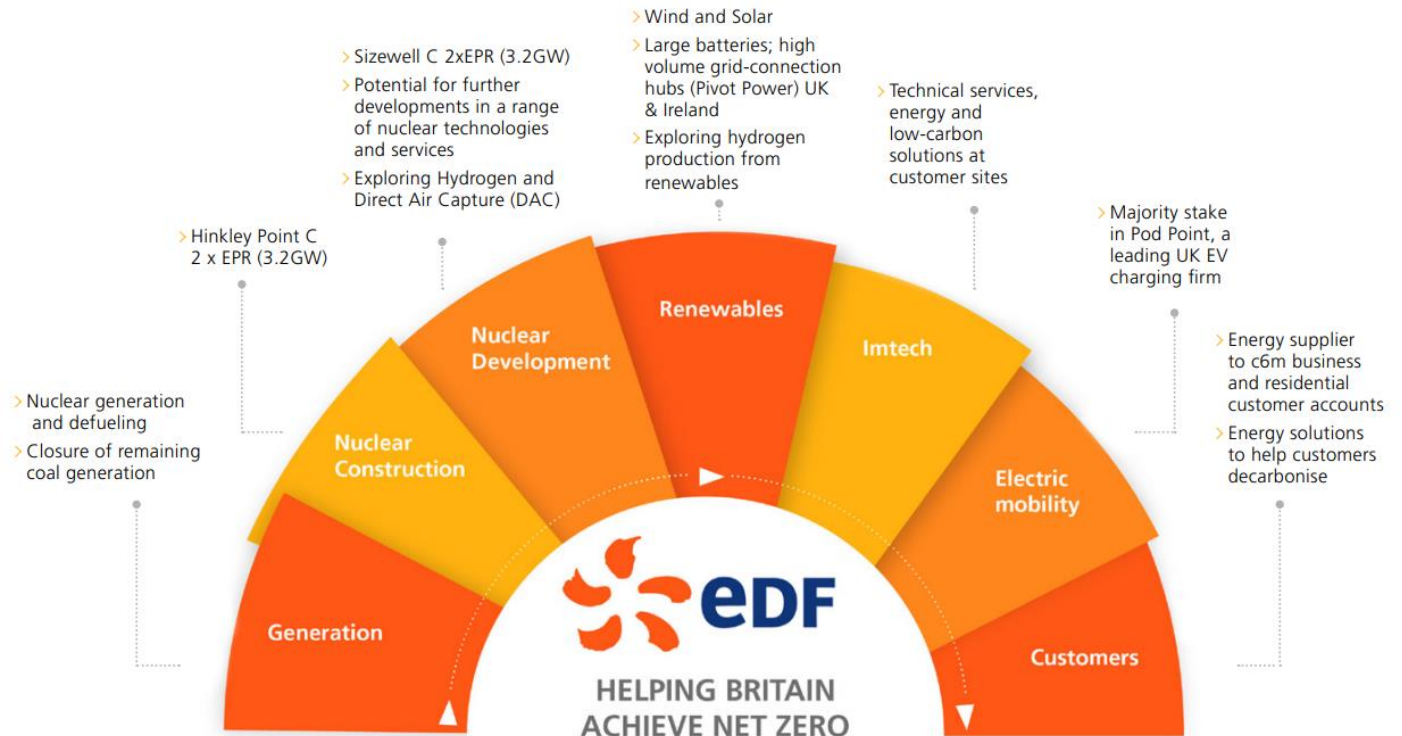 > Nuclear generation
and defueling
> Closure of remaining
coal generation
> Hinkley Point C
2 x EPR (3.2GW)
> Sizewell C 2xEPR (3.2GW)
> Potential for further
developments in a range
of nuclear technologies
and services
> Exploring Hydrogen and
Direct Air Capture (DAC)
> Wind and Solar
> Large batteries; high
volume grid-connection
hubs (Pivot Power) UK
& Ireland
> Exploring hydrogen
production from
renewables
> Technical services,
energy and
low-carbon
solutions at
customer sites
> Majority stake
in Pod Point, a
leading UK EV
charging firm
> Energy supplier
to c6m business
and residential
customer accounts
> Energy solutions
to help customers
decarbonise
Generation
Nuclear
Construction
Nuclear
Development
Renewables
Imtech
Electric
mobility
Customers
eDF
HELPING BRITAIN
ACHIEVE NET ZERO